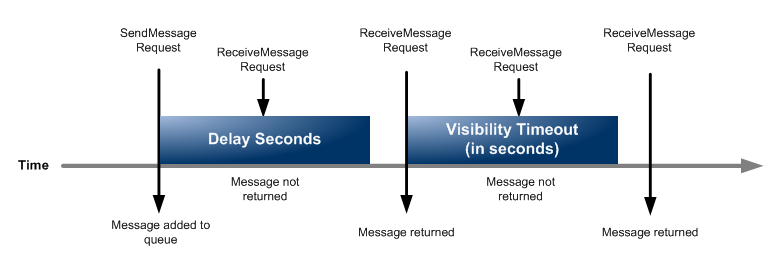 SendMessage
Request
ReceiveMessage
Request
ReceiveMessage
Request
ReceiveMessage
Request
ReceiveMessage
Request
Delay Seconds
Visibility Timeout
(in seconds)
Time
Message not
returned
Message not
returned
Message added to
queue
Message returned
Message returned